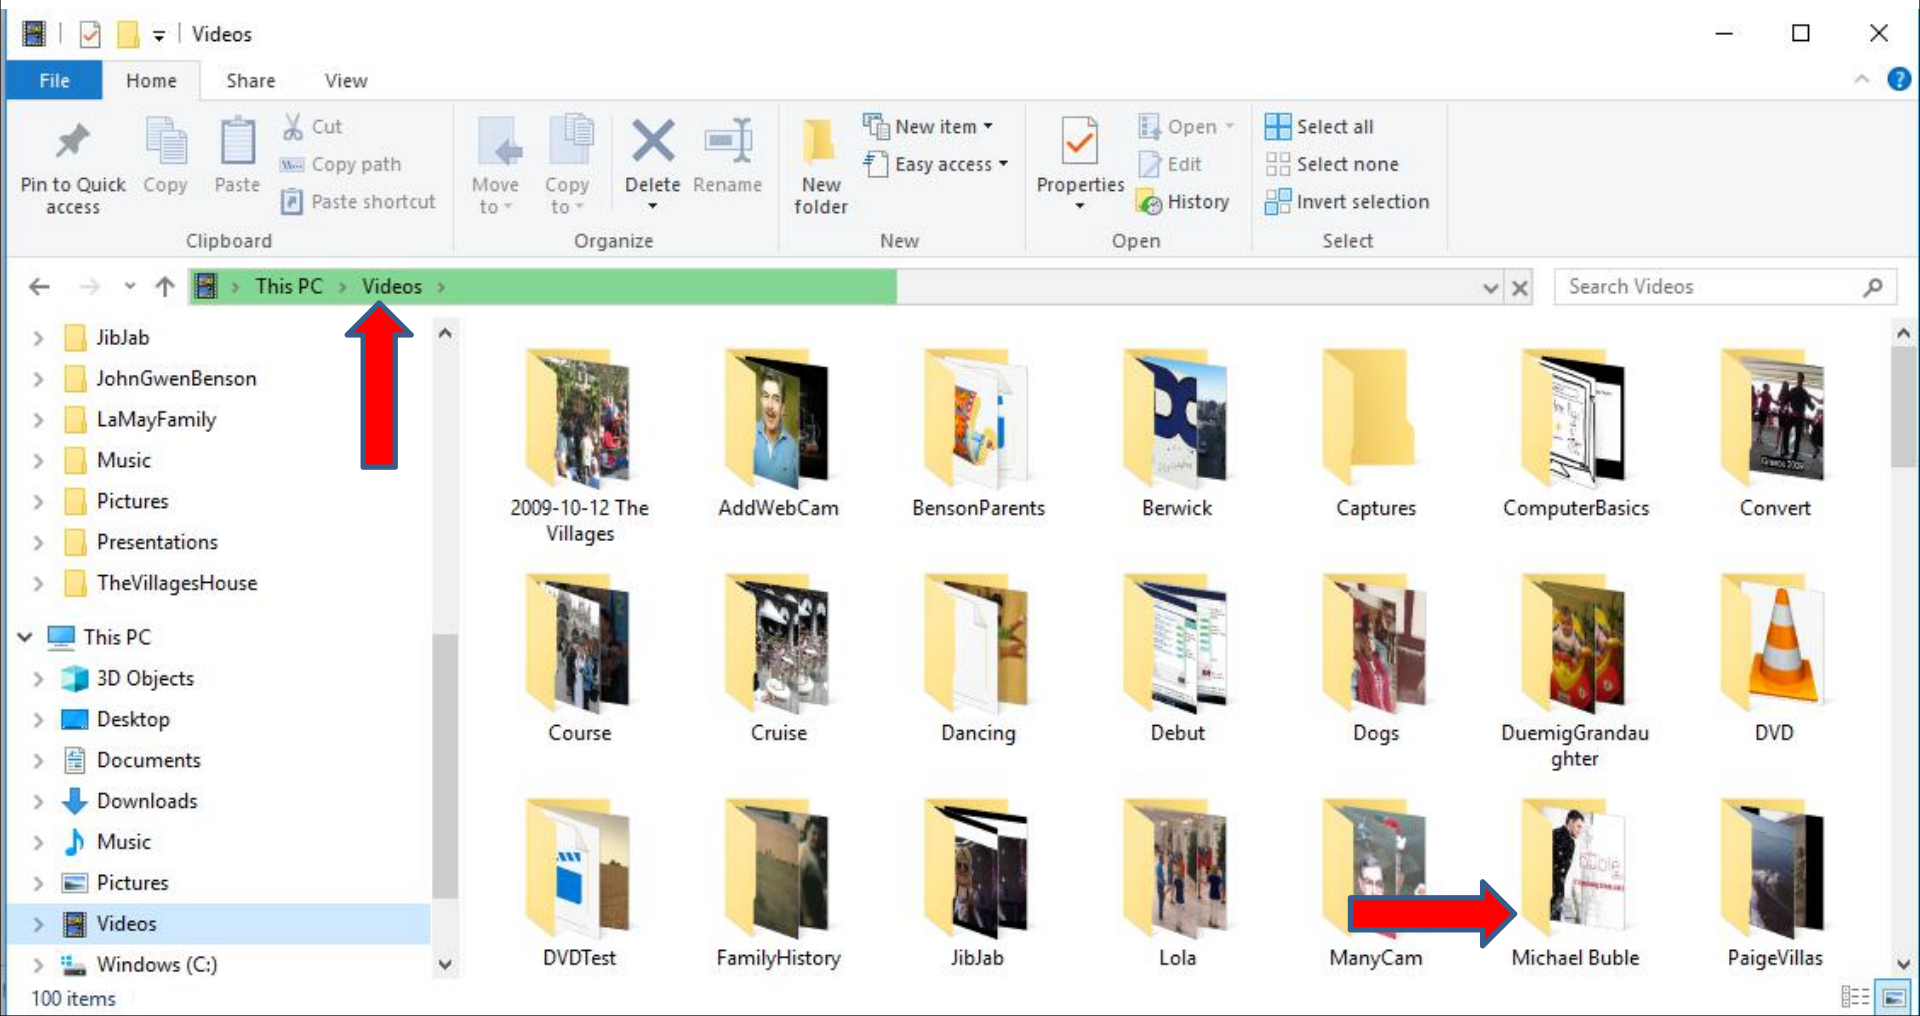 Videos
File Home Share View
Pin to Quick access
Copy
Paste
Cut
Copy path
Paste shortcut
Clipboard
Move to
Copy to
Delete
Rename
Organize
New folder
New item
Easy access
New
Properties
Open
Edit
History
Open
Select all
Select none
Invert selection
Select
This PC > Videos >
Search Videos
JibJab
JohnGwenBenson
LaMayFamily
Music
Pictures
Presentations
TheVillagesHouse
This PC
3D Objects
Desktop
Documents
Downloads
Music
Pictures
Videos
Windows (C:)
2009-10-12 The
Villages
AddWebCam
BensonParents
Berwick
Captures
ComputerBasics
Convert
Course
Cruise
Dancing
Debut
Dogs
DuemigGrandau
ghter
DVD
DVDTest
FamilyHistory
JibJab
Lola
ManyCam
Michael Buble
PaigeVillas
100 items